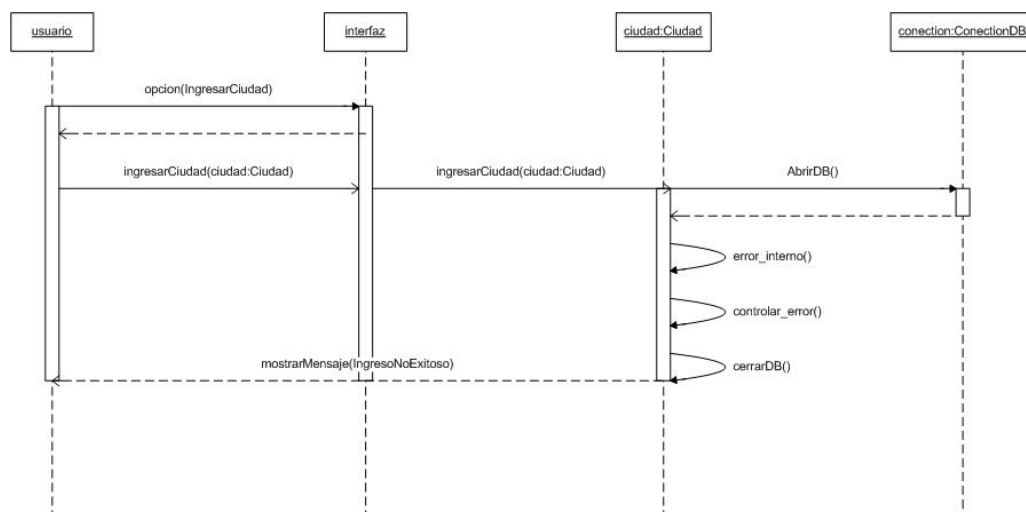 usuario
interfaz
ciudad:Ciudad
conection:ConectionDB
opcion(IngresarCiudad)
ingresarCiudad(ciudad:Ciudad)
ingresarCiudad(ciudad:Ciudad)
AbrirDB()
error_interno()
controlar_error()
mostrarMensaje(IngresoNoExitoso)
cerrarDB()